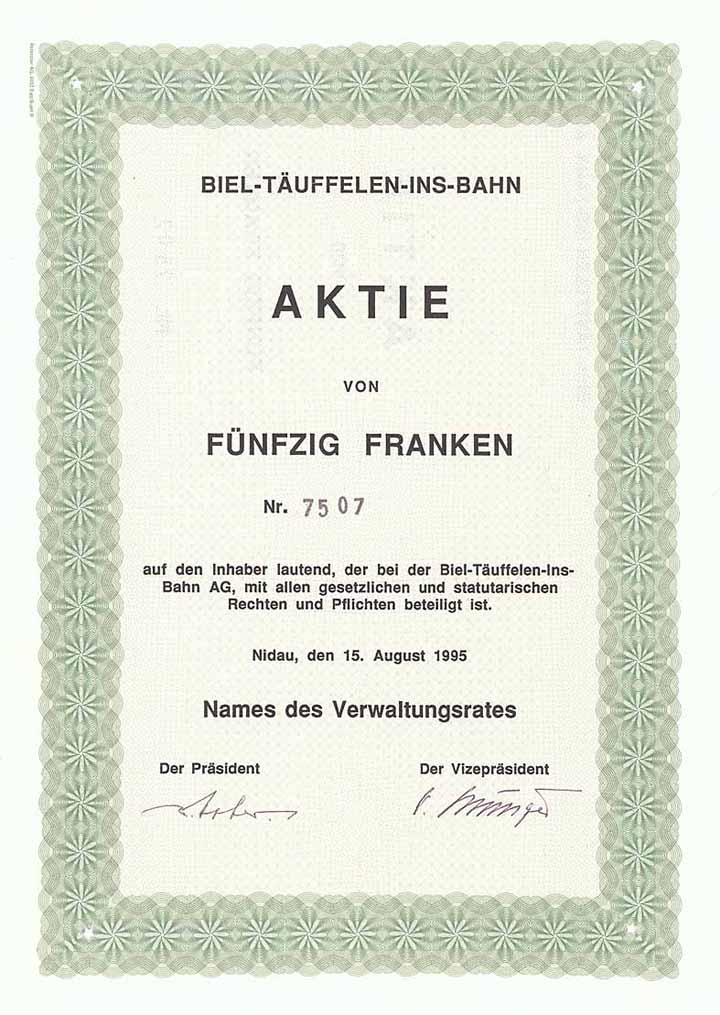 BIEL-TÄUFFELEN-INS-BAHN
AKTIE
VON
FÜNFZIG FRANKEN
Nr. 7507
auf den Inhaber lautend, der bei der Biel-Täuffelen-Ins-
Bahn AG, mit allen gesetzlichen und statutarischen
Rechten und Pflichten beteiligt ist.
Nidau, den 15. August 1995
Names des Verwaltungsrates
Der Präsident Der Vizepräsident